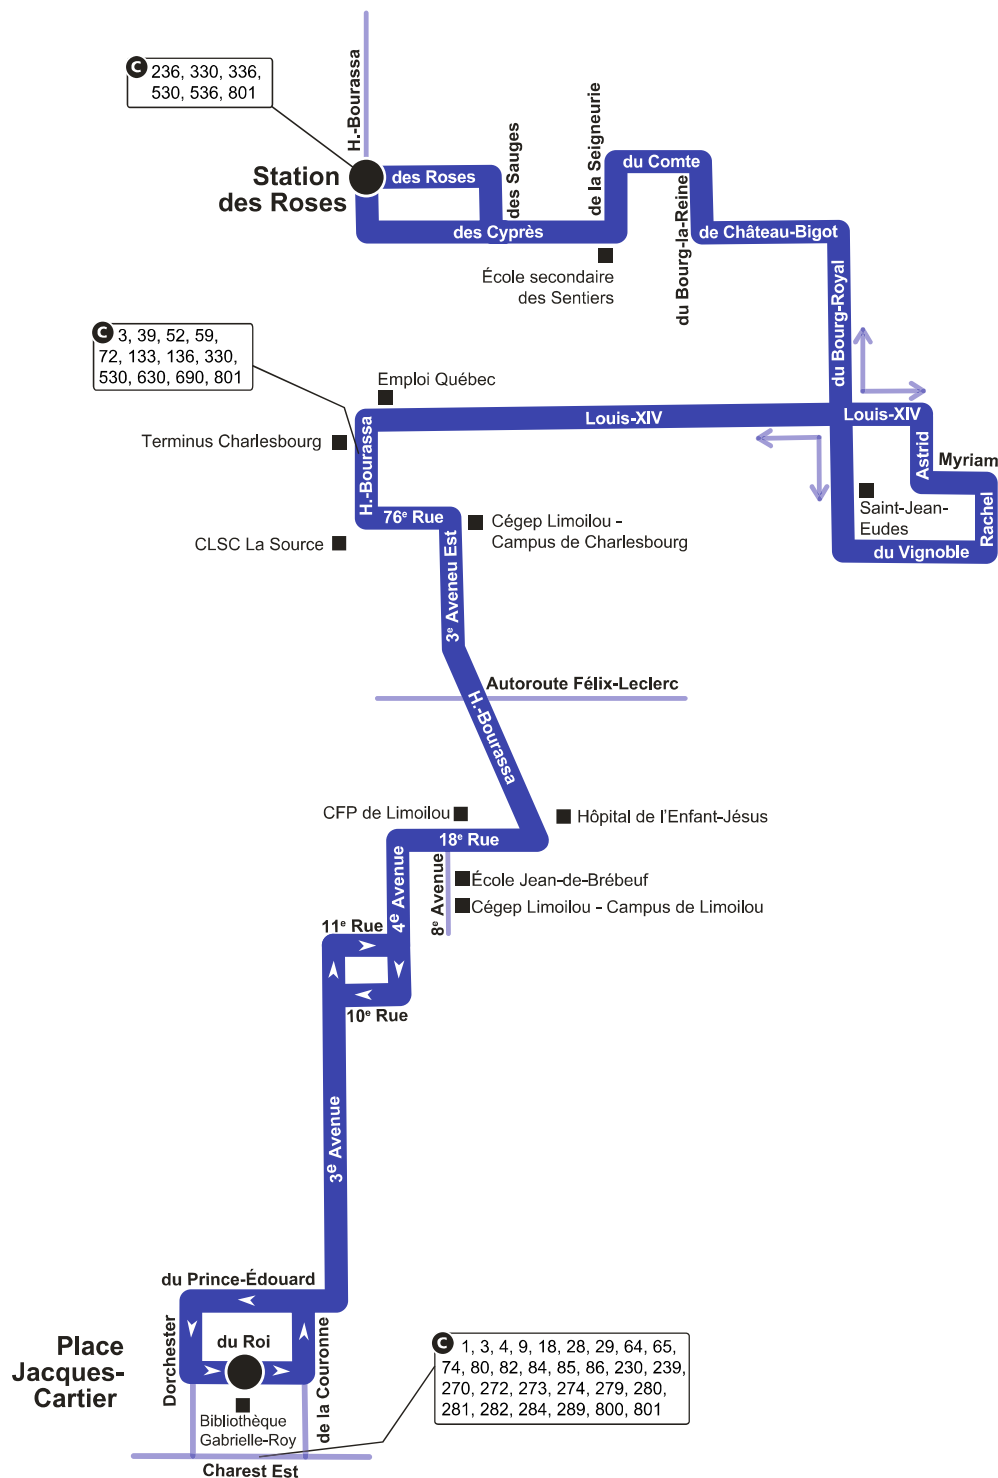 H.-Bourassa
C 236, 330, 336,
530, 536, 801
Station
des Roses
des Roses
des Sauges
de la Seigneurie
du Comte
du Bourg-la-Reine
des Cyprès
de Château-Bigot
École secondaire
des Sentiers
du Bourg-Royal
C 3, 39, 52, 59,
72, 133, 136, 330,
530, 630, 690, 801
Emploi Québec
Louis-XIV
Louis-XIV
Terminus Charlesbourg
H.-Bourassa
Astrid
Myriam
Rachel
Saint-Jean-
Eudes
du Vignoble
76e Rue
Cégep Limoilou -
Campus de Charlesbourg
CLSC La Source
3e Aveneu Est
Autoroute Félix-Leclerc
H.-Bourassa
CFP de Limoilou
Hôpital de l'Enfant-Jésus
18e Rue
4e Avenue
8e Avenue
École Jean-de-Brébeuf
Cégep Limoilou - Campus de Limoilou
11e Rue
10e Rue
3e Avenue
du Prince-Édouard
Dorchester
du Roi
de la Couronne
Place
Jacques-
Cartier
Bibliothèque
Gabrielle-Roy
Charest Est
C 1, 3, 4, 9, 18, 28, 29, 64, 65,
74, 80, 82, 84, 85, 86, 230, 239,
270, 272, 273, 274, 279, 280,
281, 282, 284, 289, 800, 801